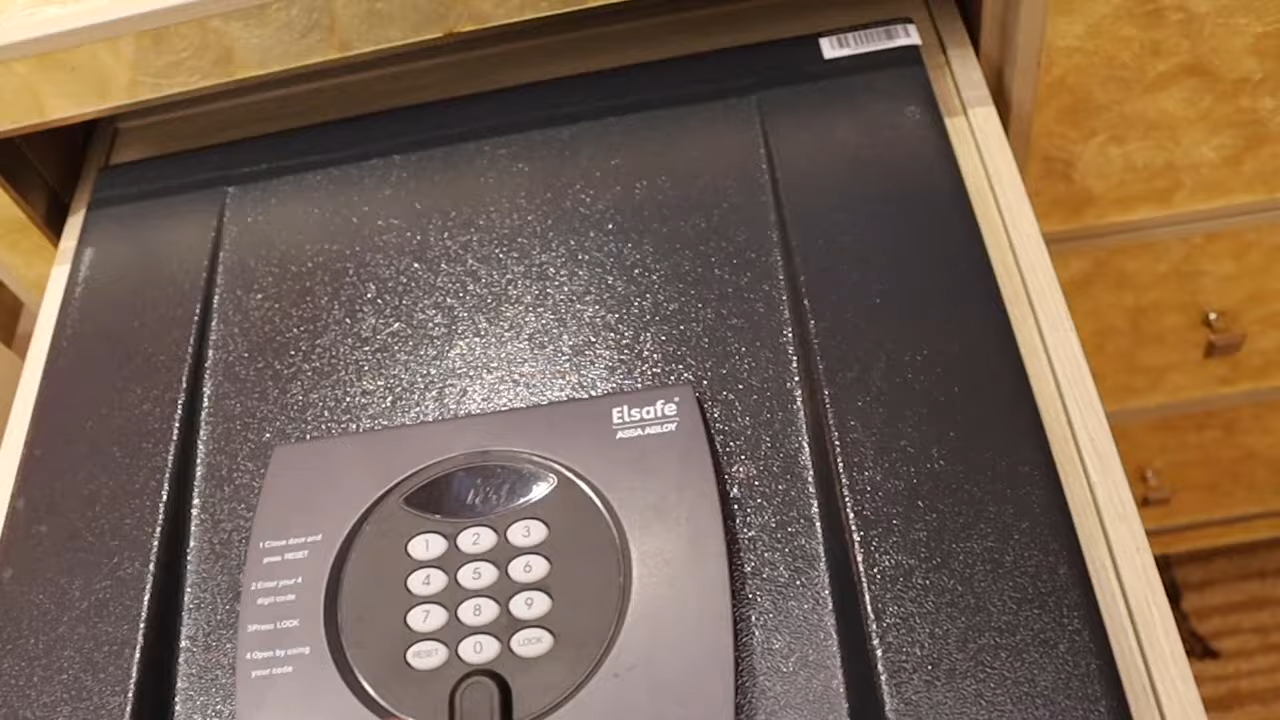 Elsafe
ASSA ABLOY
1 Close door and
press RESET
2 Enter your 4
digit code
3 Press LOCK
4 Open by using
your code
1 2 3
4 5 6
7 8 9
RESET 0 LOCK